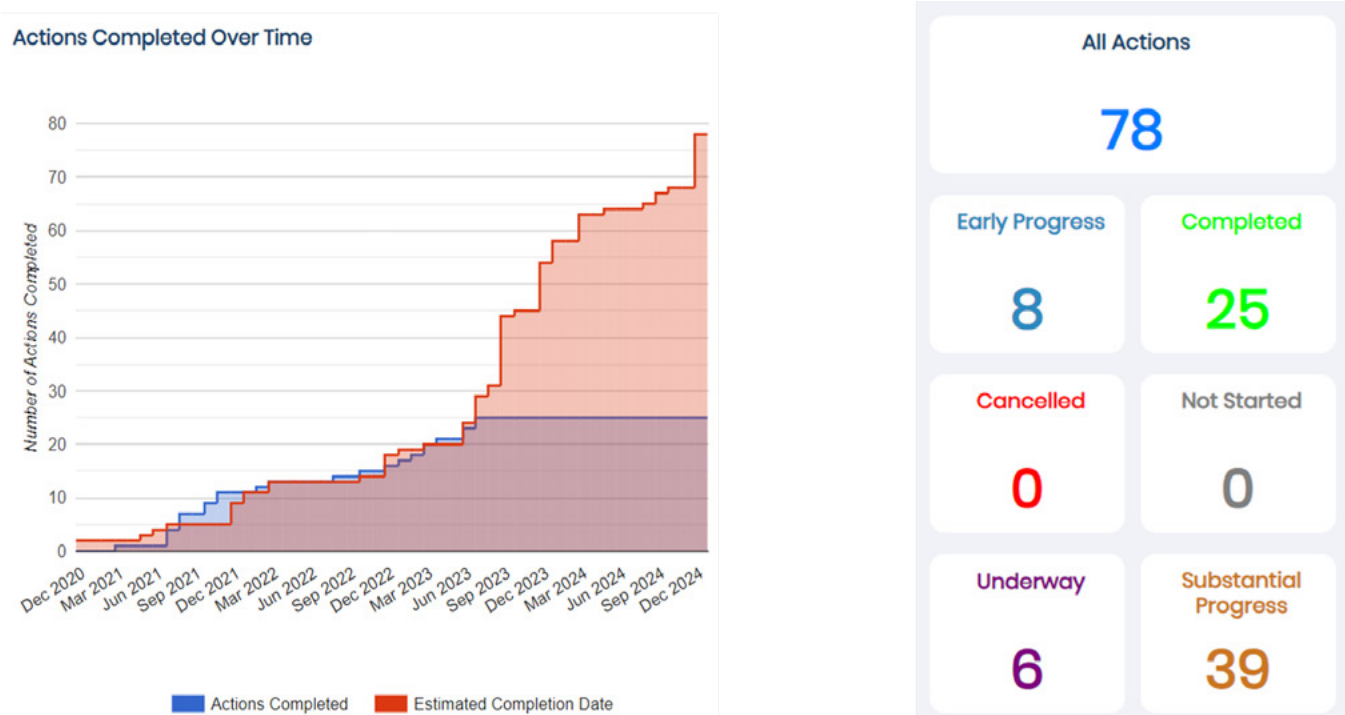 Actions Completed Over Time
80
70
60
50
40
30
20
10
0
Number of Actions Completed
Dec 2020
Mar 2021
Jun 2021
Sep 2021
Dec 2021
Mar 2022
Jun 2022
Sep 2022
Dec 2022
Mar 2023
Jun 2023
Sep 2023
Dec 2023
Mar 2024
Jun 2024
Sep 2024
Dec 2024
Actions Completed
Estimated Completion Date
All Actions
78
Early Progress
8
Completed
25
Cancelled
0
Not Started
0
Underway
6
Substantial
Progress
39